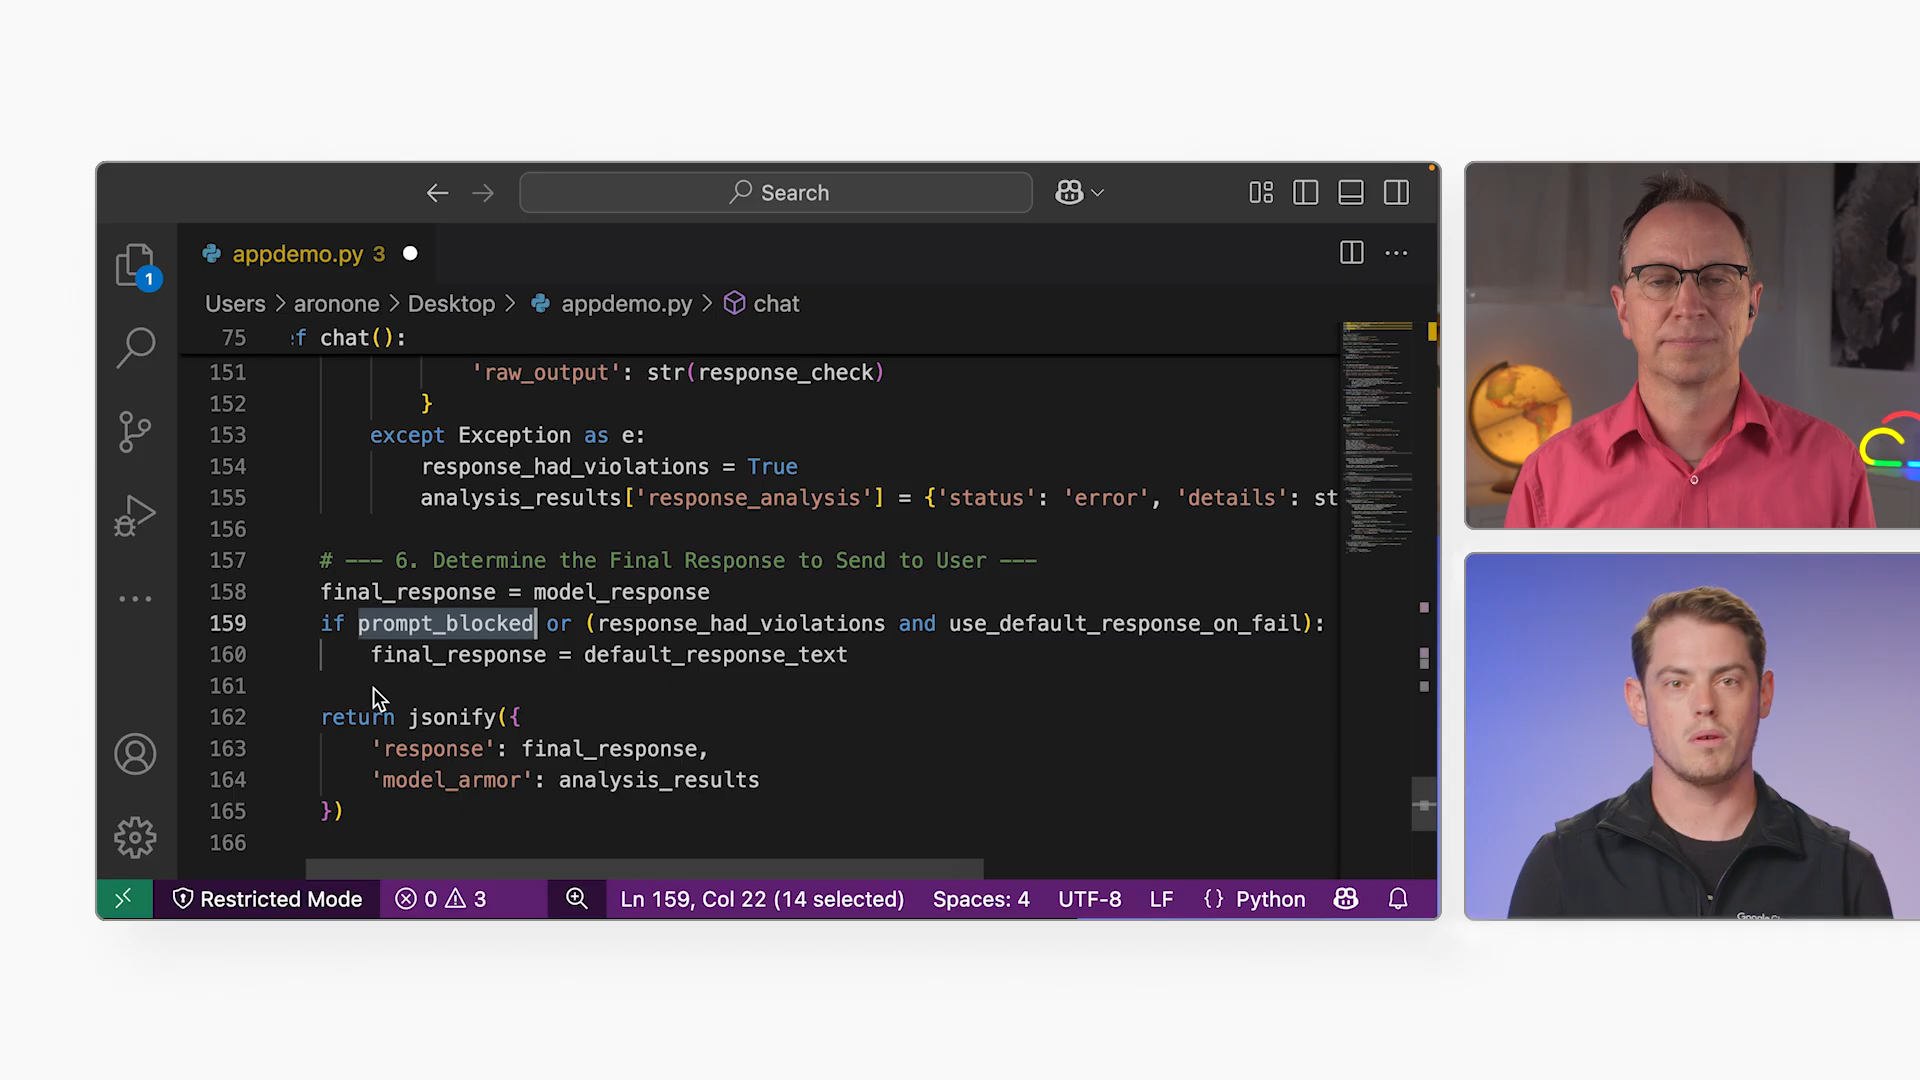 Search
appdemo.py 3
1
Users > aronone > Desktop > appdemo.py > chat
75 ef chat():
151 'raw_output': str(response_check)
152 }
153 except Exception as e:
154 response_had_violations = True
155 analysis_results['response_analysis'] = {'status': 'error', 'details': st
156
157 # --- 6. Determine the Final Response to Send to User ---
158 final_response = model_response
159 if prompt_blocked or (response_had_violations and use_default_response_on_fail):
160 final_response = default_response_text
161
162 return jsonify({
163 'response': final_response,
164 'model_armor': analysis_results
165 })
166
Restricted Mode 0 3 Ln 159, Col 22 (14 selected) Spaces: 4 UTF-8 LF {} Python